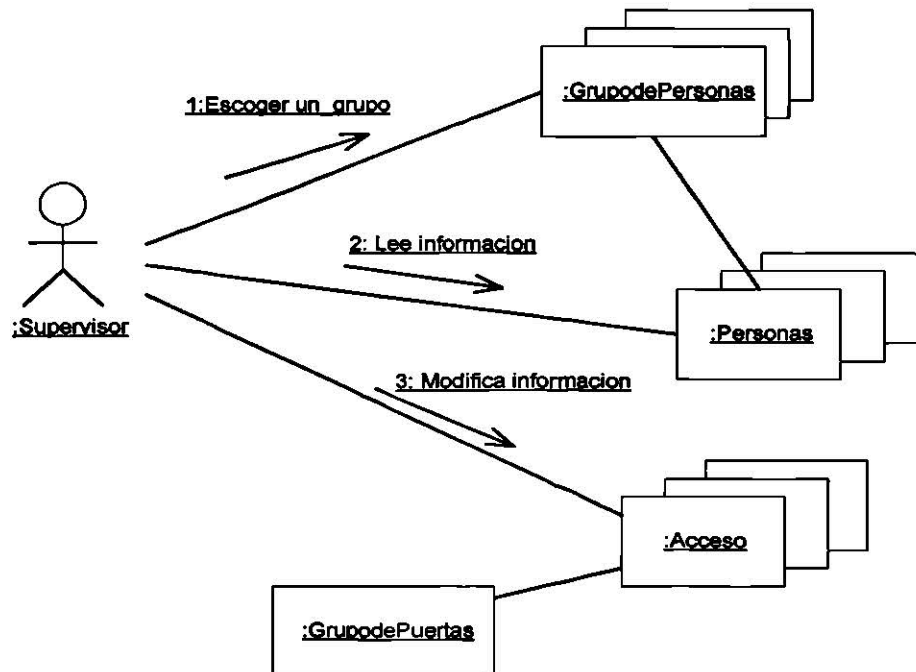 :GrupodePersonas
1:Escoger un_grupo
2: Lee informacion
:Supervisor
:Personas
3: Modifica informacion
:Acceso
:GrupodePuertas